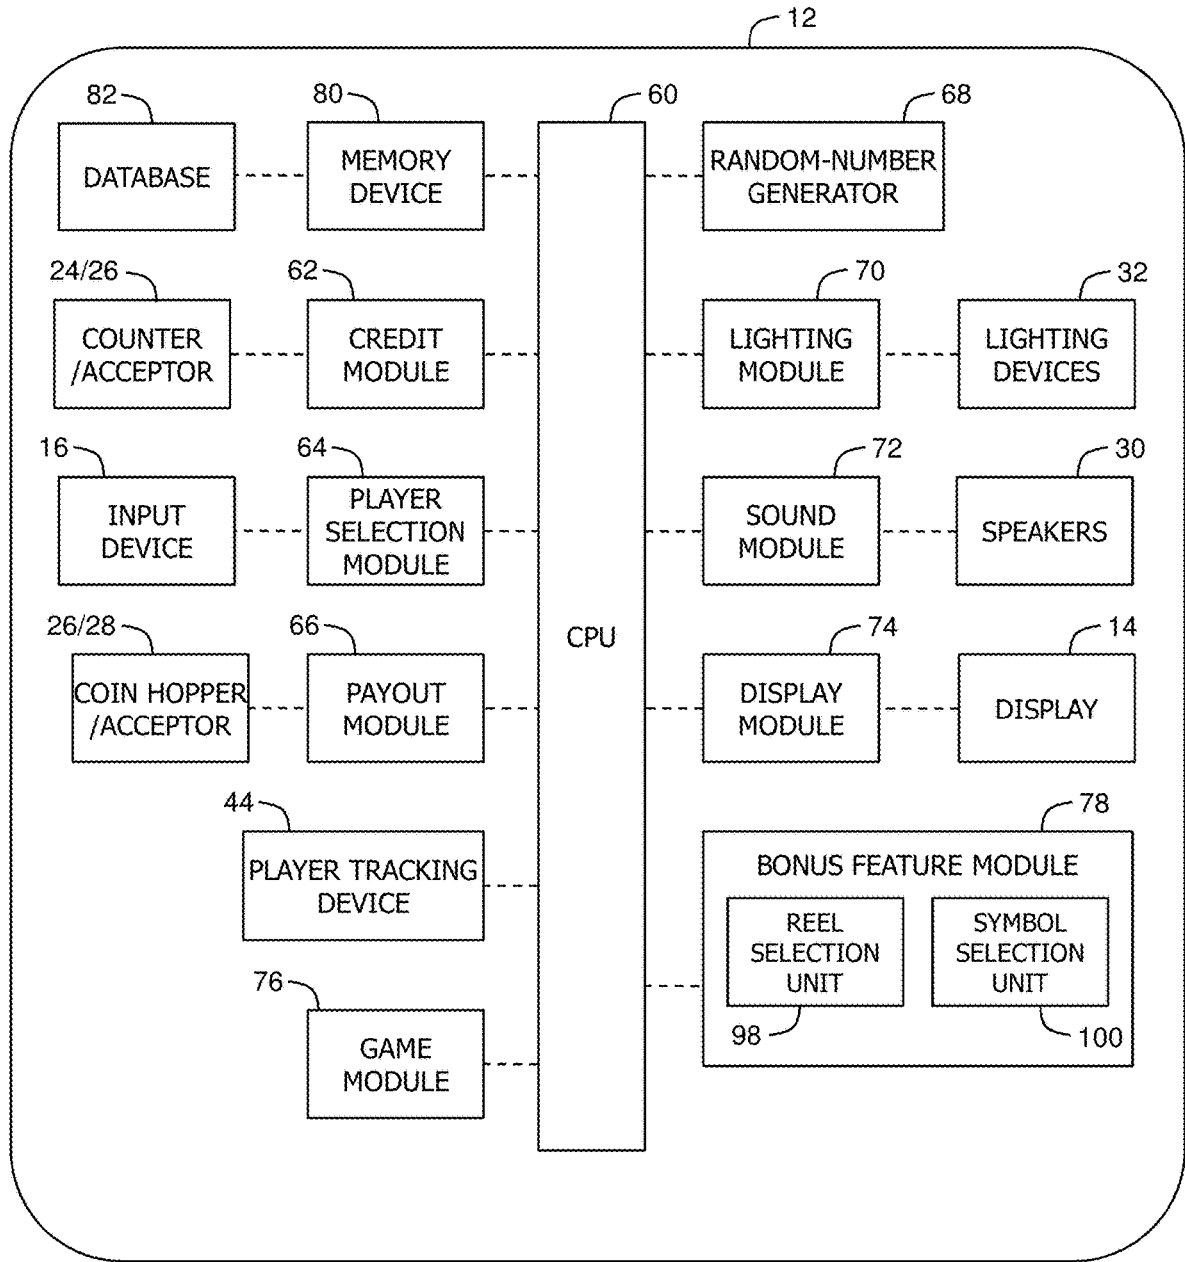 12
82
80
60
68
DATABASE
MEMORY
DEVICE
RANDOM-NUMBER
GENERATOR
24/26
62
70
32
COUNTER
/ACCEPTOR
CREDIT
MODULE
LIGHTING
MODULE
LIGHTING
DEVICES
16
64
72
30
INPUT
DEVICE
PLAYER
SELECTION
MODULE
SOUND
MODULE
SPEAKERS
CPU
26/28
66
74
14
COIN HOPPER
/ACCEPTOR
PAYOUT
MODULE
DISPLAY
MODULE
DISPLAY
44
78
PLAYER TRACKING
DEVICE
BONUS FEATURE MODULE
REEL
SELECTION
UNIT
SYMBOL
SELECTION
UNIT
98
100
76
GAME
MODULE